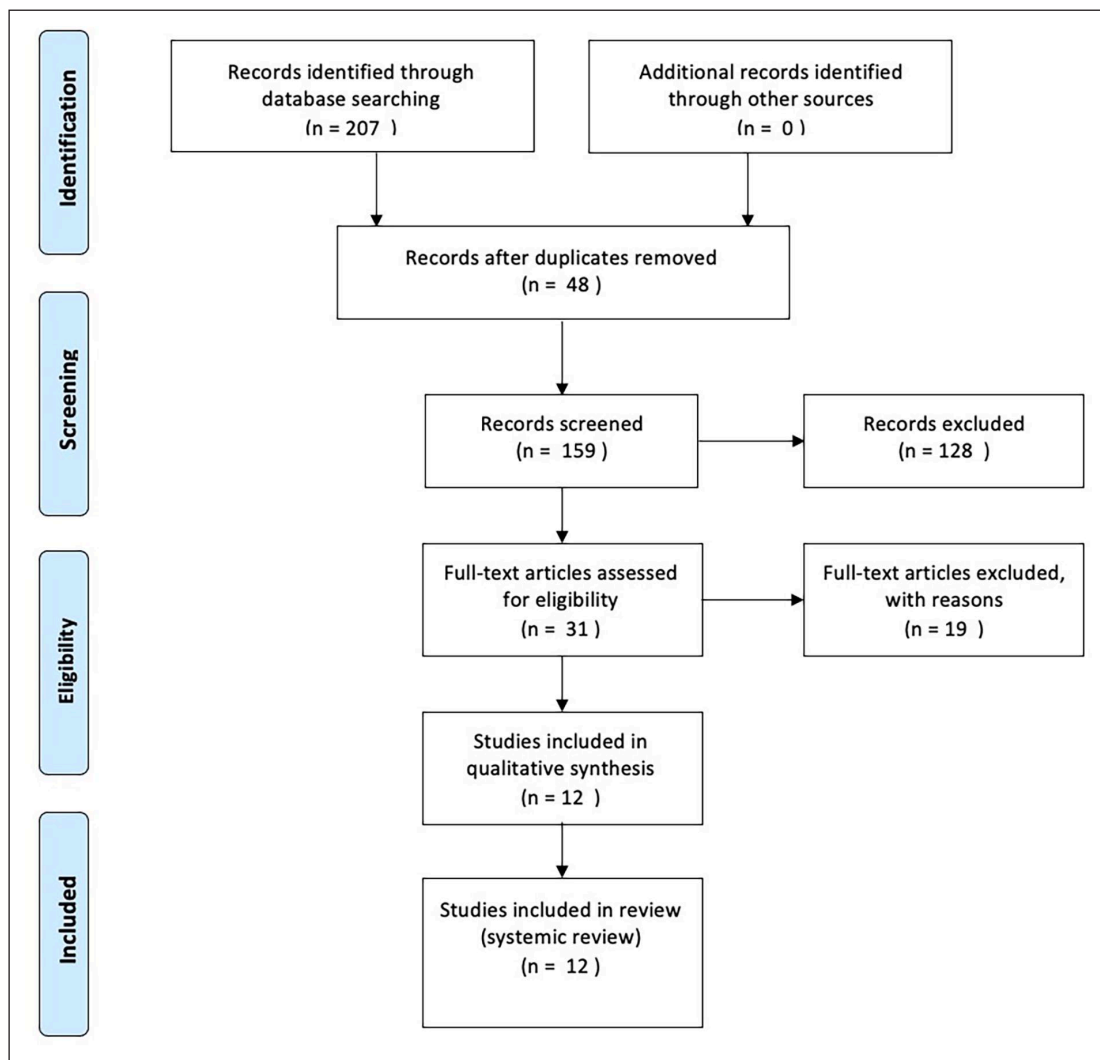 Identification
Records identified through
database searching
(n = 207 )
Additional records identified
through other sources
(n = 0 )
Records after duplicates removed
(n = 48 )
Screening
Records screened
(n = 159 )
Records excluded
(n = 128 )
Eligibility
Full-text articles assessed
for eligibility
(n = 31 )
Full-text articles excluded,
with reasons
(n = 19 )
Studies included in
qualitative synthesis
(n = 12 )
Included
Studies included in review
(systemic review)
(n = 12 )